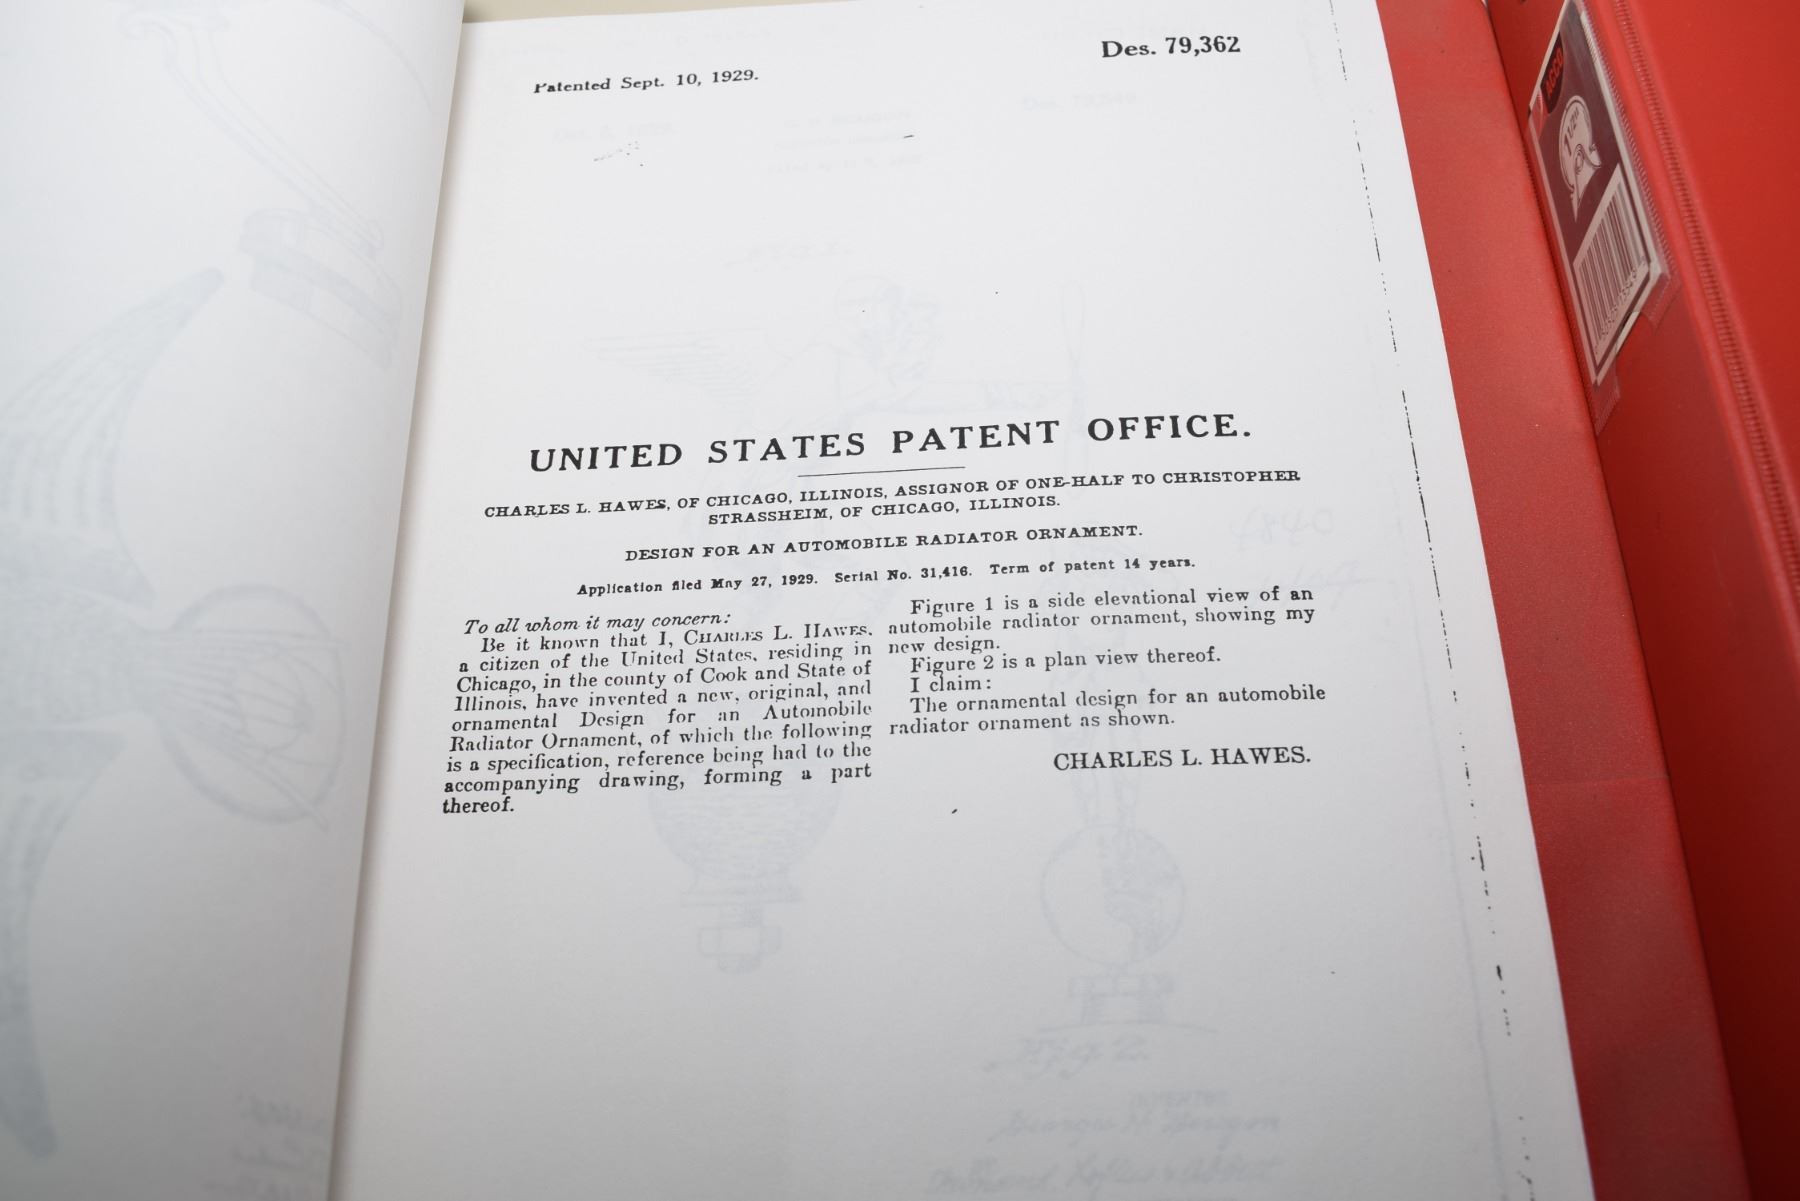 Patented Sept. 10, 1929.
Des. 79,362
UNITED STATES PATENT OFFICE.
CHARLES L. HAWES, OF CHICAGO, ILLINOIS, ASSIGNOR OF ONE-HALF TO CHRISTOPHER
STRASSHEIM, OF CHICAGO, ILLINOIS.
DESIGN FOR AN AUTOMOBILE RADIATOR ORNAMENT.
Application filed May 27, 1929. Serial No. 31,416. Term of patent 14 years.
To all whom it may concern:
Be it known that I, CHARLES L. HAWES,
a citizen of the United States, residing in
Chicago, in the county of Cook and State of
Illinois, have invented a new, original, and
ornamental Design for an Automobile
Radiator Ornament, of which the following
is a specification, reference being had to the
accompanying drawing, forming a part
thereof.
Figure 1 is a side elevational view of an
automobile radiator ornament, showing my
new design.
Figure 2 is a plan view thereof.
I claim:
The ornamental design for an automobile
radiator ornament as shown.
CHARLES L. HAWES.
ACCO
1 1/2"
Fig 2.